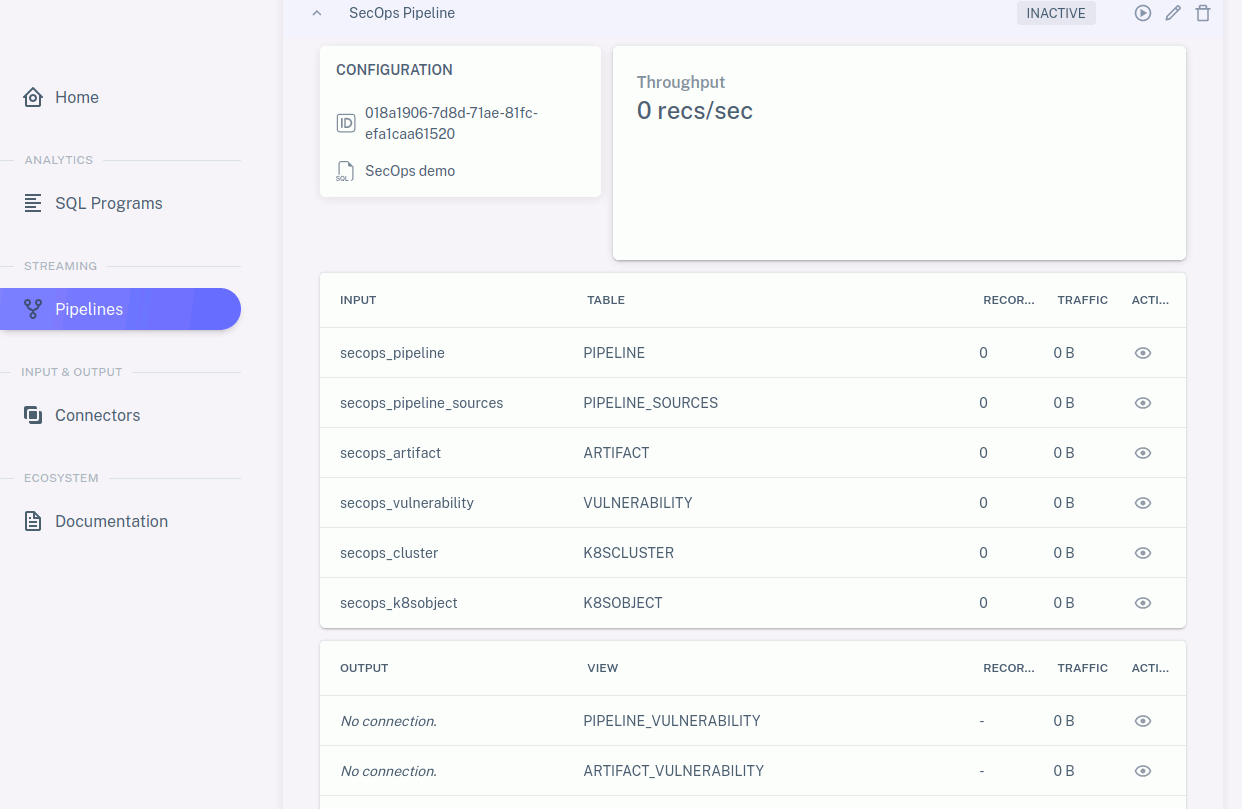 SecOps Pipeline
INACTIVE
Home
ANALYTICS
SQL Programs
STREAMING
Pipelines
INPUT & OUTPUT
Connectors
ECOSYSTEM
Documentation
CONFIGURATION
ID
018a1906-7d8d-71ae-81fc-
efa1caa61520
SQL
SecOps demo
Throughput
0 recs/sec
INPUT TABLE RECOR... TRAFFIC ACTI...
secops_pipeline PIPELINE 0 0 B
secops_pipeline_sources PIPELINE_SOURCES 0 0 B
secops_artifact ARTIFACT 0 0 B
secops_vulnerability VULNERABILITY 0 0 B
secops_cluster K8SCLUSTER 0 0 B
secops_k8sobject K8SOBJECT 0 0 B
OUTPUT VIEW RECOR... TRAFFIC ACTI...
No connection. PIPELINE_VULNERABILITY - 0 B
No connection. ARTIFACT_VULNERABILITY - 0 B